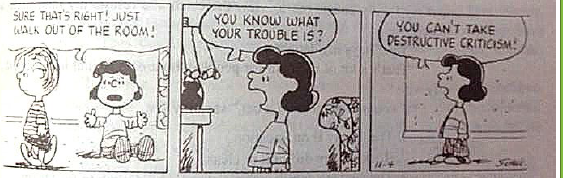 SURE THAT'S RIGHT! JUST
WALK OUT OF THE ROOM!
YOU KNOW WHAT
YOUR TROUBLE IS?
YOU CAN'T TAKE
DESTRUCTIVE CRITICISM!